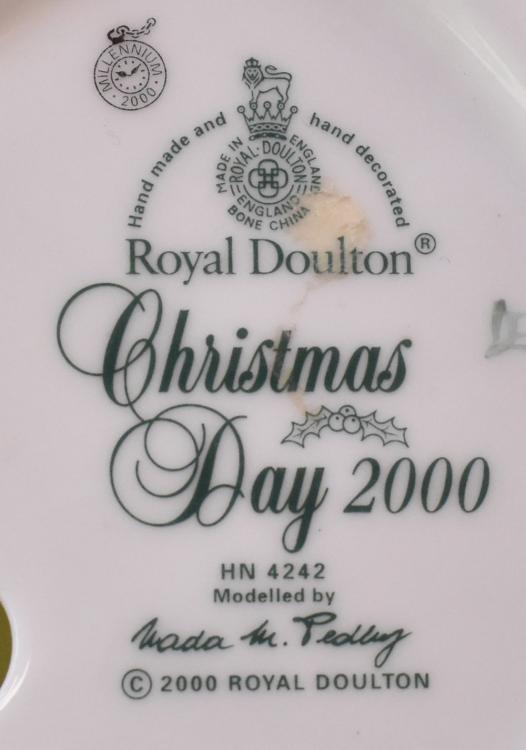 MILLENNIUM
2000
Hand made and hand decorated
MADE IN ENGLAND
ROYAL·DOULTON
ENGLAND
BONE CHINA
Royal Doulton®
Christmas
Day 2000
HN 4242
Modelled by
Nada M. Pedley
© 2000 ROYAL DOULTON